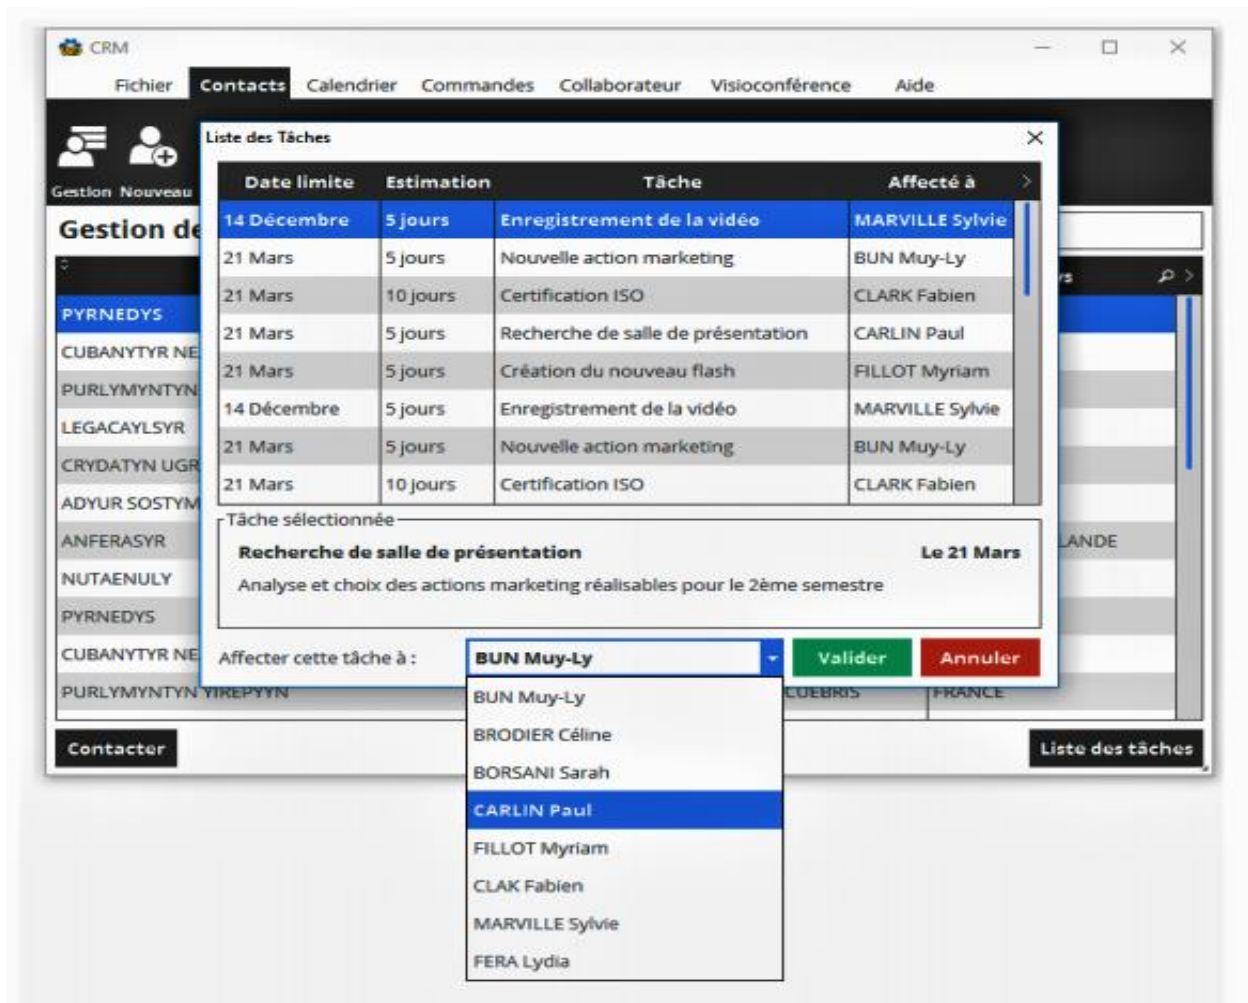 CRM
Fichier Contacts Calendrier Commandes Collaborateur Visioconférence Aide
Gestion Nouveau
Liste des Tâches
Date limite Estimation Tâche Affecté à
14 Décembre 5 jours Enregistrement de la vidéo MARVILLE Sylvie
21 Mars 5 jours Nouvelle action marketing BUN Muy-Ly
21 Mars 10 jours Certification ISO CLARK Fabien
21 Mars 5 jours Recherche de salle de présentation CARLIN Paul
21 Mars 5 jours Création du nouveau flash FILLOT Myriam
14 Décembre 5 jours Enregistrement de la vidéo MARVILLE Sylvie
21 Mars 5 jours Nouvelle action marketing BUN Muy-Ly
21 Mars 10 jours Certification ISO CLARK Fabien
Tâche sélectionnée
Recherche de salle de présentation Le 21 Mars
Analyse et choix des actions marketing réalisables pour le 2ème semestre
Affecter cette tâche à : BUN Muy-Ly Valider Annuler
BUN Muy-Ly
BRODIER Céline
BORSANI Sarah
CARLIN Paul
FILLOT Myriam
CLAK Fabien
MARVILLE Sylvie
FERA Lydia
Gestion de
PYRNEDYS
CUBANYTYR NE
PURLYMYNTYN
LEGACAYLSYR
CRYDATYN UGR
ADYUR SOSTYM
ANFERASYR LANDE
NUTAENULY
PYRNEDYS
CUBANYTYR NE
PURLYMYNTYN YIREPYYN CUEBRIS FRANCE
Contacter Liste des tâches